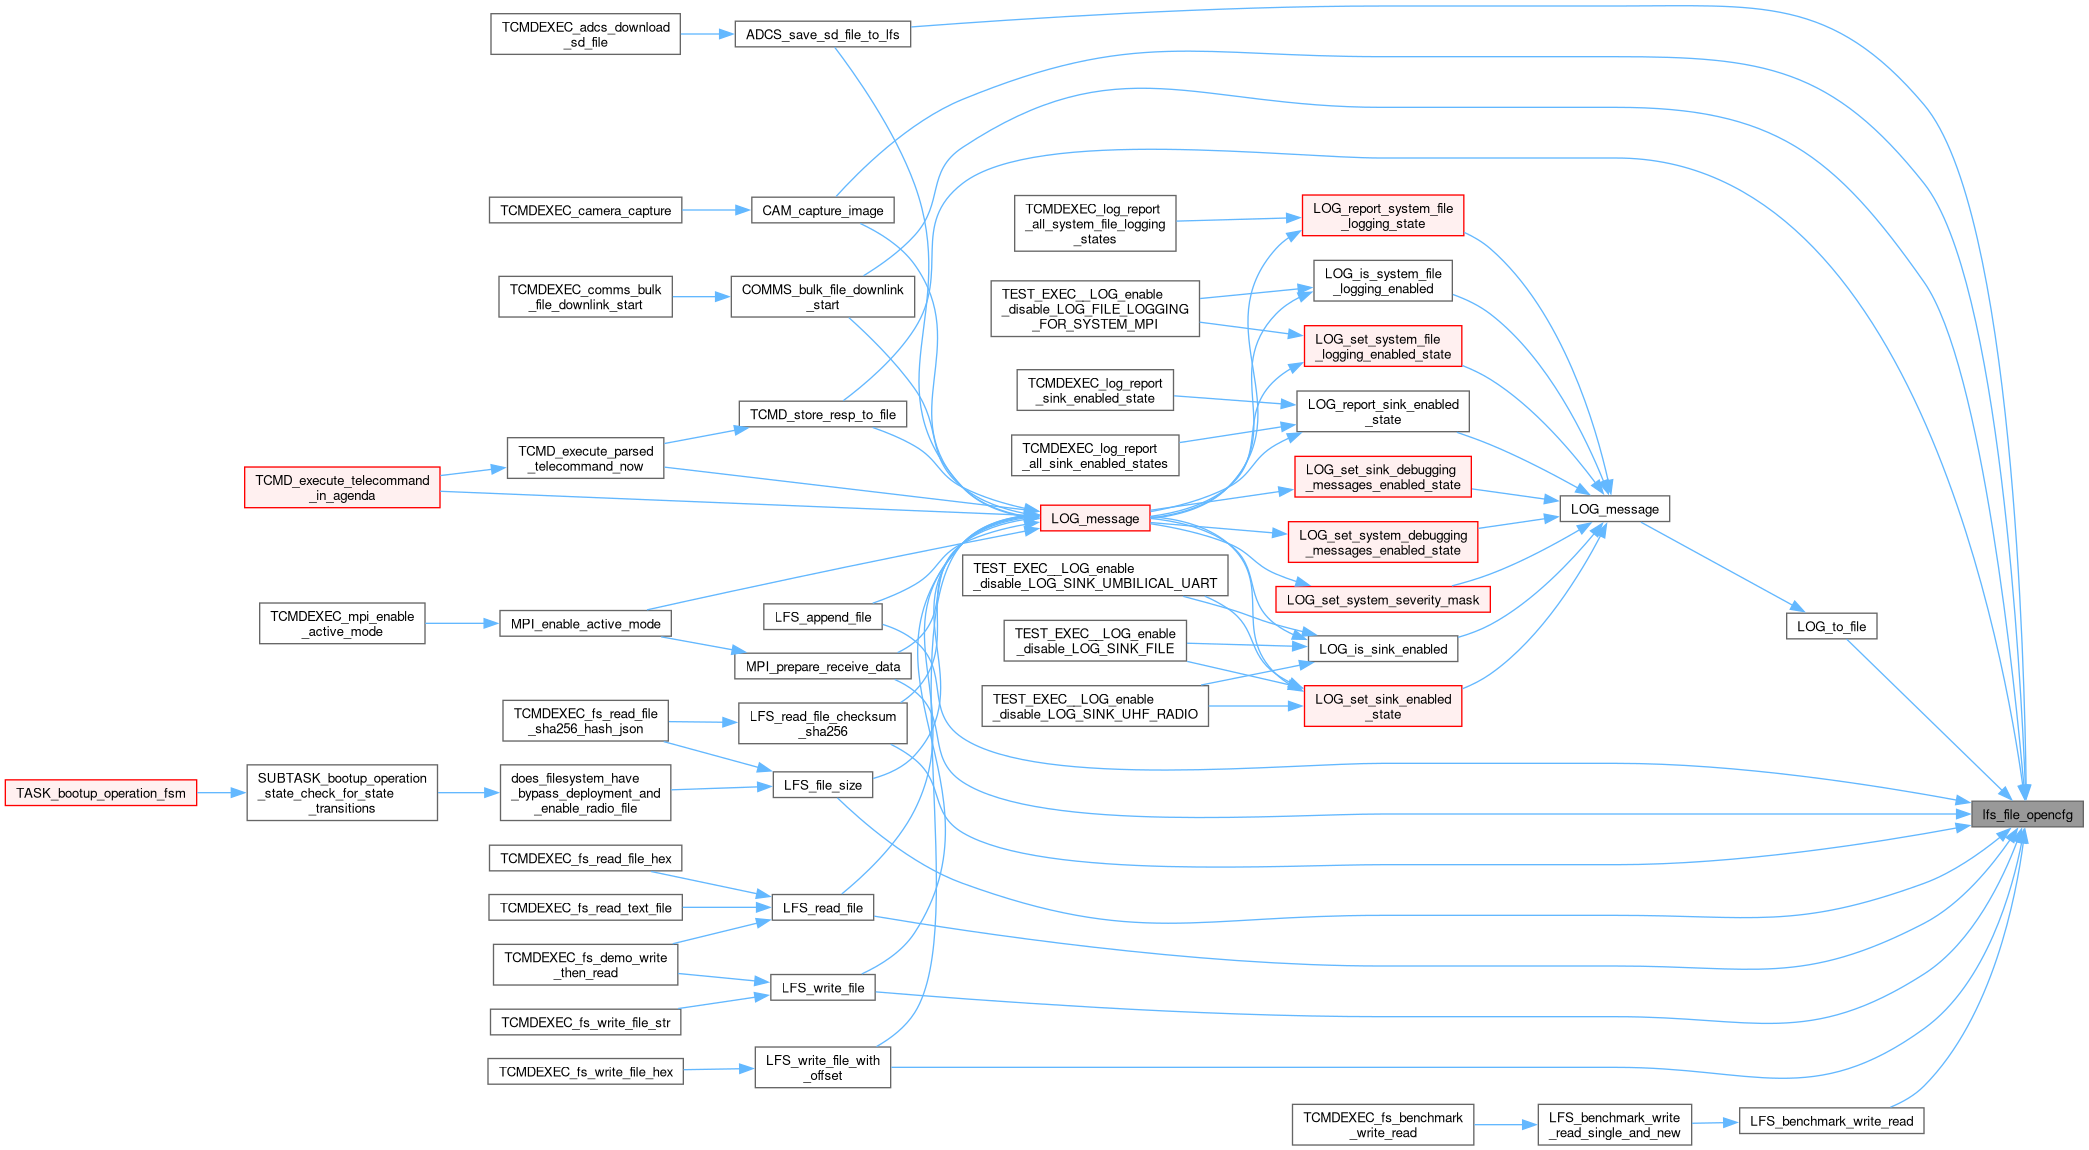 TCMDEXEC_adcs_download
_sd_file
ADCS_save_sd_file_to_lfs
TCMDEXEC_camera_capture
CAM_capture_image
TCMDEXEC_log_report
_all_system_file_logging
_states
LOG_report_system_file
_logging_state
TCMDEXEC_comms_bulk
_file_downlink_start
COMMS_bulk_file_downlink
_start
TEST_EXEC__LOG_enable
_disable_LOG_FILE_LOGGING
_FOR_SYSTEM_MPI
LOG_is_system_file
_logging_enabled
LOG_set_system_file
_logging_enabled_state
TCMDEXEC_log_report
_sink_enabled_state
LOG_report_sink_enabled
_state
TCMD_store_resp_to_file
TCMDEXEC_log_report
_all_sink_enabled_states
TCMD_execute_parsed
_telecommand_now
TCMD_execute_telecommand
_in_agenda
LOG_set_sink_debugging
_messages_enabled_state
LOG_message
LOG_message
LOG_set_system_debugging
_messages_enabled_state
TEST_EXEC__LOG_enable
_disable_LOG_SINK_UMBILICAL_UART
LOG_set_system_severity_mask
TCMDEXEC_mpi_enable
_active_mode
MPI_enable_active_mode
LFS_append_file
TEST_EXEC__LOG_enable
_disable_LOG_SINK_FILE
LOG_is_sink_enabled
LOG_to_file
MPI_prepare_receive_data
TEST_EXEC__LOG_enable
_disable_LOG_SINK_UHF_RADIO
LOG_set_sink_enabled
_state
TCMDEXEC_fs_read_file
_sha256_hash_json
LFS_read_file_checksum
_sha256
TASK_bootup_operation_fsm
SUBTASK_bootup_operation
_state_check_for_state
_transitions
does_filesystem_have
_bypass_deployment_and
_enable_radio_file
LFS_file_size
lfs_file_opencfg
TCMDEXEC_fs_read_file_hex
TCMDEXEC_fs_read_text_file
LFS_read_file
TCMDEXEC_fs_demo_write
_then_read
LFS_write_file
TCMDEXEC_fs_write_file_str
TCMDEXEC_fs_write_file_hex
LFS_write_file_with
_offset
TCMDEXEC_fs_benchmark
_write_read
LFS_benchmark_write
_read_single_and_new
LFS_benchmark_write_read